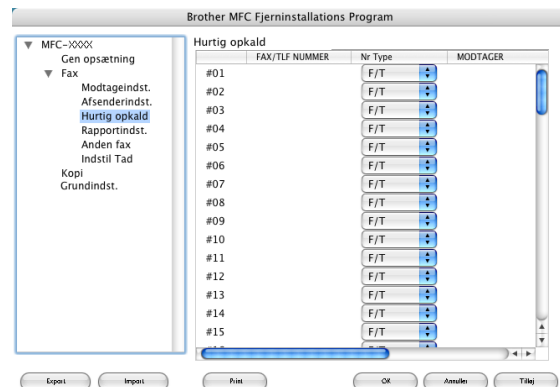 Brother MFC Fjerninstallations Program
MFC-XXXX
Gen opsætning
Fax
Modtageindst.
Afsenderindst.
Hurtig opkald
Rapportindst.
Anden fax
Indstil Tad
Kopi
Grundindst.
Hurtig opkald
FAX/TLF NUMMER Nr Type MODTAGER
#01 F/T
#02 F/T
#03 F/T
#04 F/T
#05 F/T
#06 F/T
#07 F/T
#08 F/T
#09 F/T
#10 F/T
#11 F/T
#12 F/T
#13 F/T
#14 F/T
#15 F/T
Export Import Print OK Annuller Tilføj